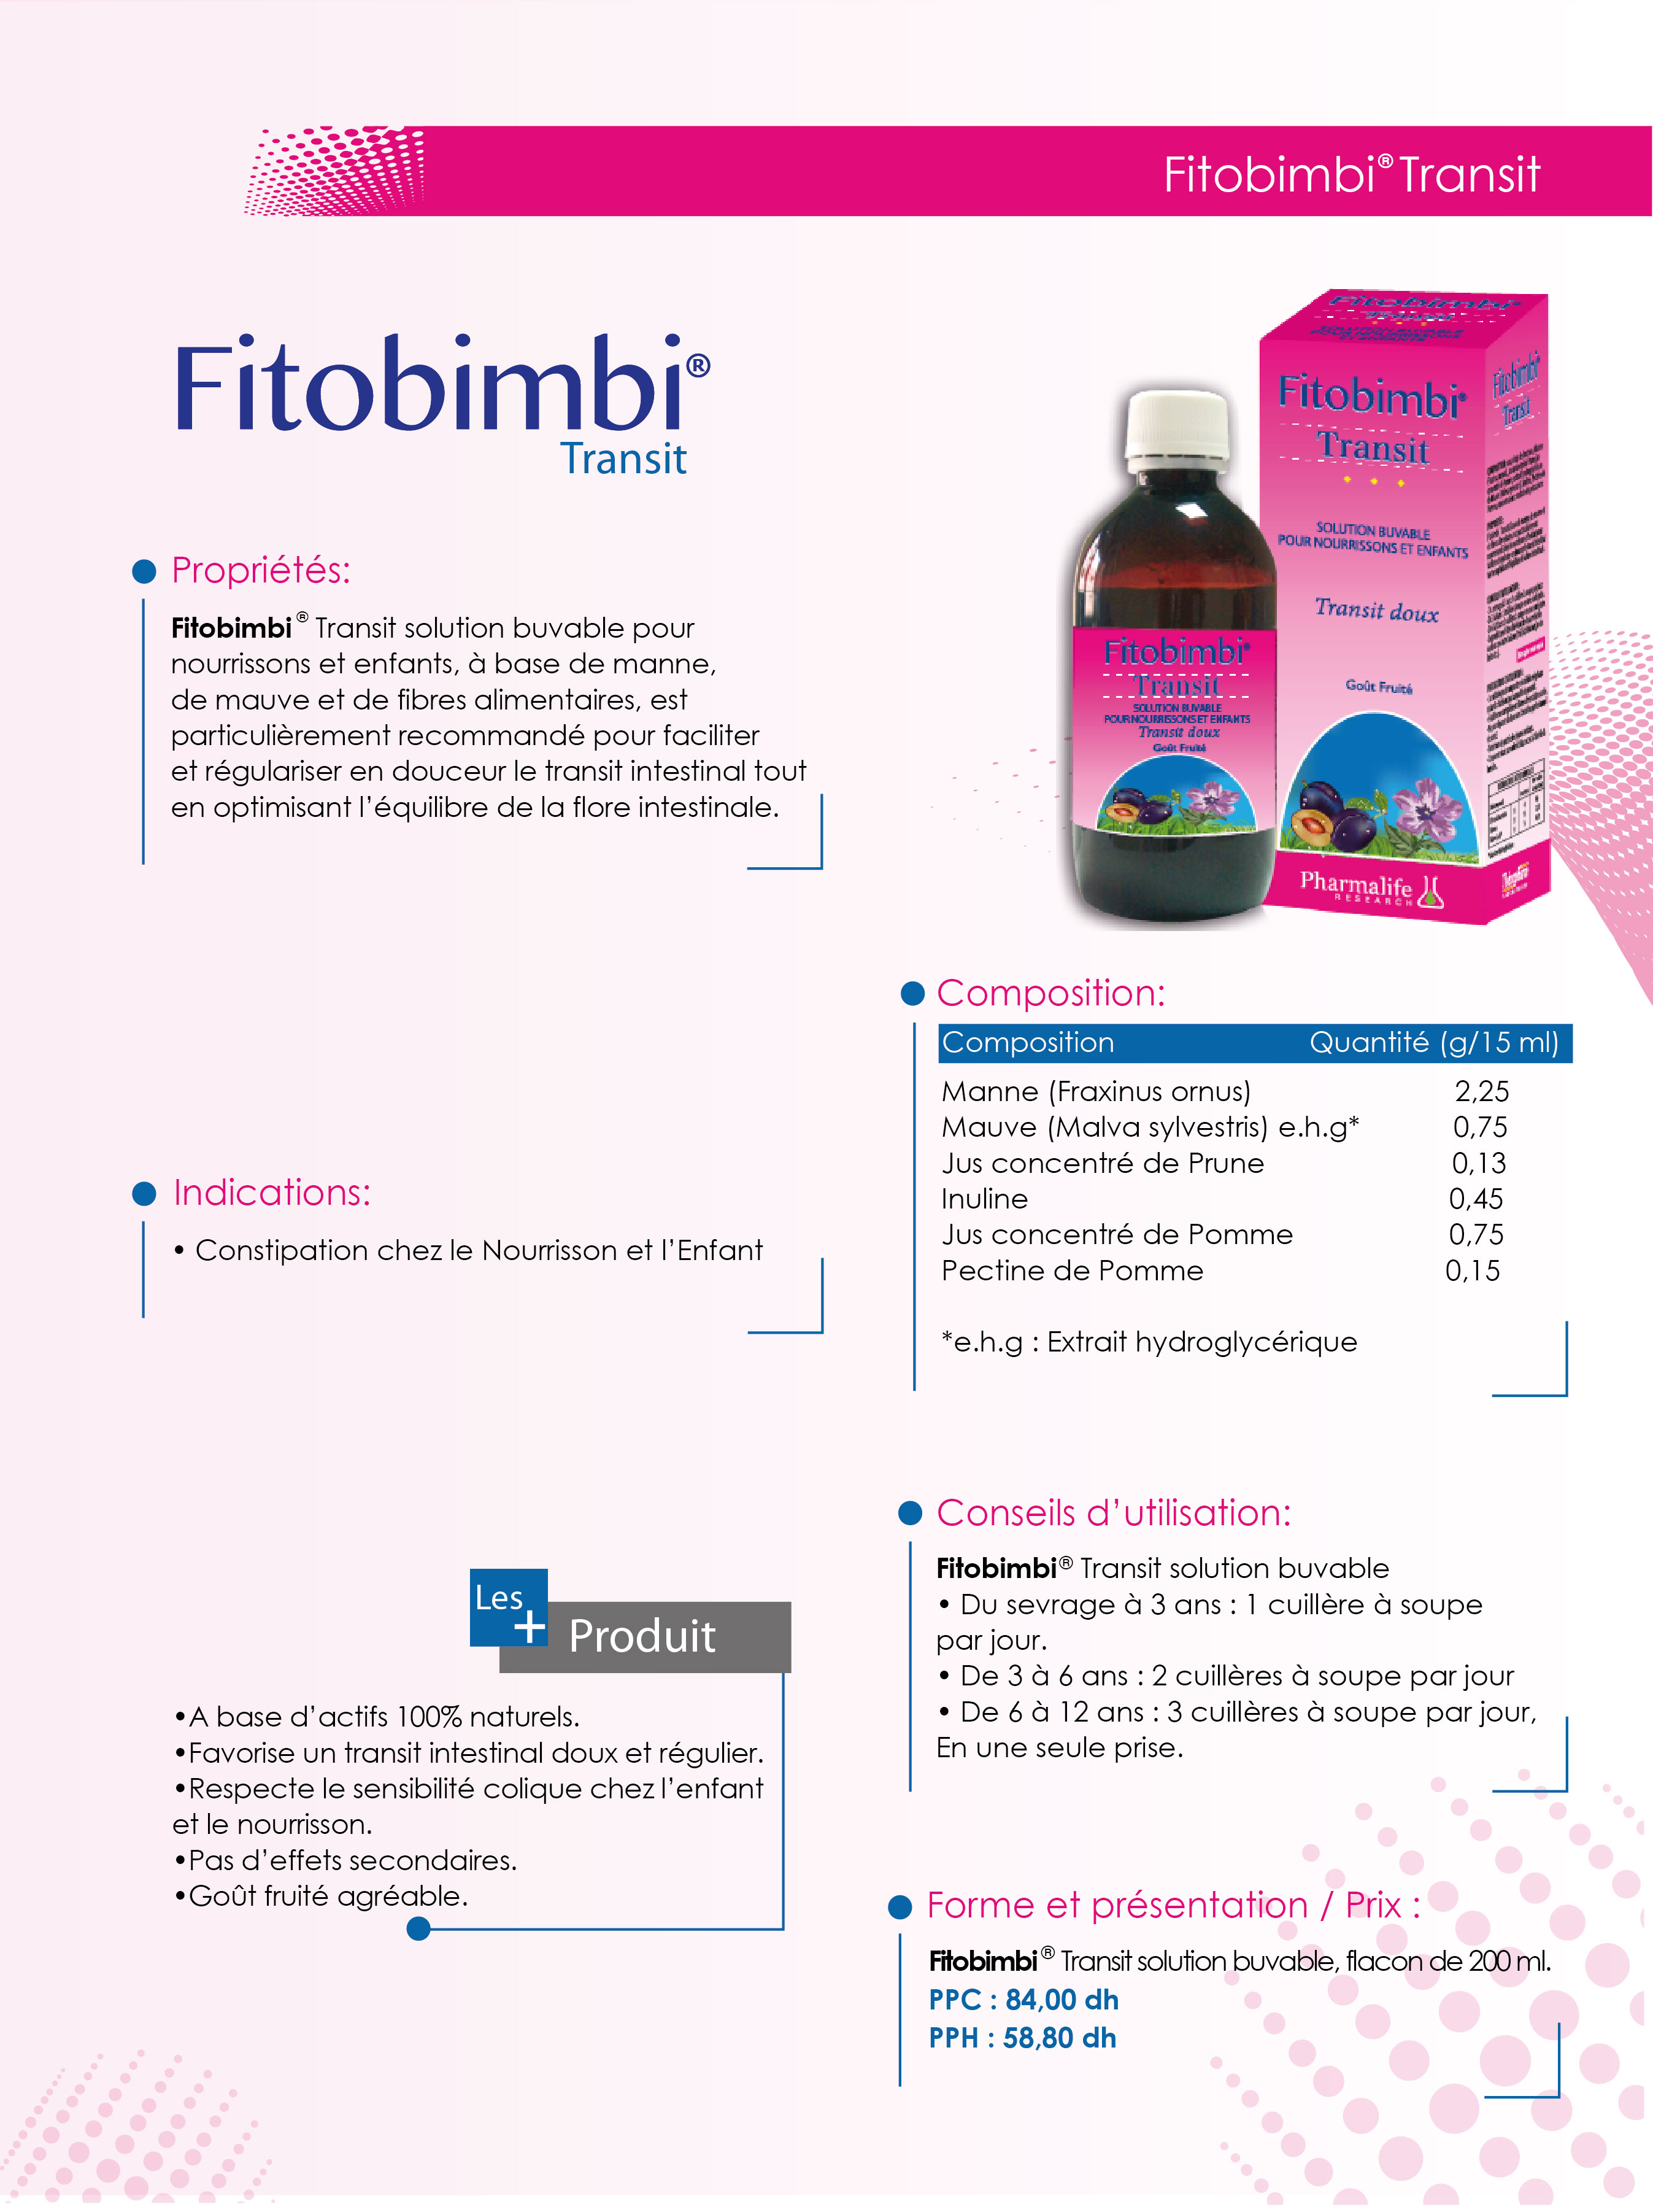 Fitobimbi® Transit
Fitobimbi®
Transit
Propriétés:
Fitobimbi® Transit solution buvable pour
nourrissons et enfants, à base de manne,
de mauve et de fibres alimentaires, est
particulièrement recommandé pour faciliter
et régulariser en douceur le transit intestinal tout
en optimisant l'équilibre de la flore intestinale.
Fitobimbi®
Transit
SOLUTION BUVABLE
POUR NOURRISSONS ET ENFANTS
Transit doux
Goût Fruité
Fitobimbi®
Transit
SOLUTION BUVABLE
POUR NOURRISSONS ET ENFANTS
Transit doux
Goût Fruité
Pharmalife
RESEARCH
Fitobimbi
Transit
Indications:
• Constipation chez le Nourrisson et l'Enfant
Les +
Produit
•A base d'actifs 100% naturels.
•Favorise un transit intestinal doux et régulier.
•Respecte le sensibilité colique chez l'enfant
et le nourrisson.
•Pas d'effets secondaires.
•Goût fruité agréable.
Composition:
Composition Quantité (g/15 ml)
Manne (Fraxinus ornus) 2,25
Mauve (Malva sylvestris) e.h.g* 0,75
Jus concentré de Prune 0,13
Inuline 0,45
Jus concentré de Pomme 0,75
Pectine de Pomme 0,15
*e.h.g : Extrait hydroglycérique
Conseils d'utilisation:
Fitobimbi® Transit solution buvable
• Du sevrage à 3 ans : 1 cuillère à soupe
par jour.
• De 3 à 6 ans : 2 cuillères à soupe par jour
• De 6 à 12 ans : 3 cuillères à soupe par jour,
En une seule prise.
Forme et présentation / Prix :
Fitobimbi® Transit solution buvable, flacon de 200 ml.
PPC : 84,00 dh
PPH : 58,80 dh